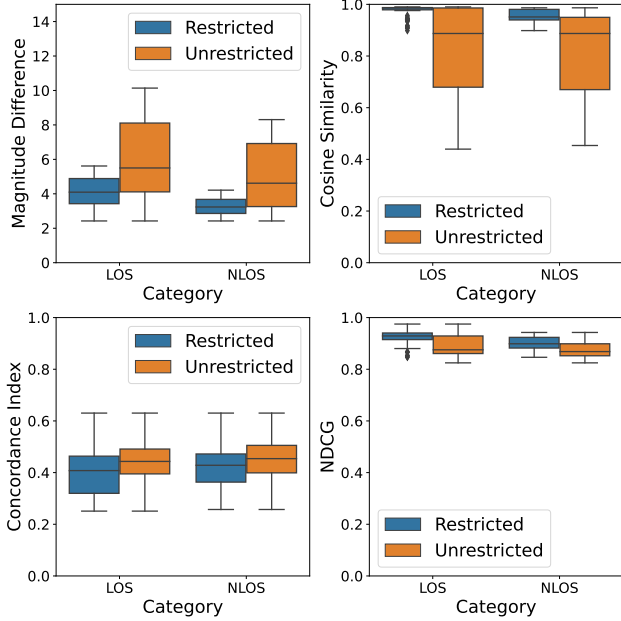 Magnitude Difference
14
12
10
8
6
4
2
0
Restricted
Unrestricted
LOS
NLOS
Category
Cosine Similarity
1.0
0.8
0.6
0.4
0.2
0.0
Restricted
Unrestricted
LOS
NLOS
Category
Concordance Index
1.0
0.8
0.6
0.4
0.2
0.0
Restricted
Unrestricted
LOS
NLOS
Category
NDCG
1.0
0.8
0.6
0.4
0.2
0.0
Restricted
Unrestricted
LOS
NLOS
Category